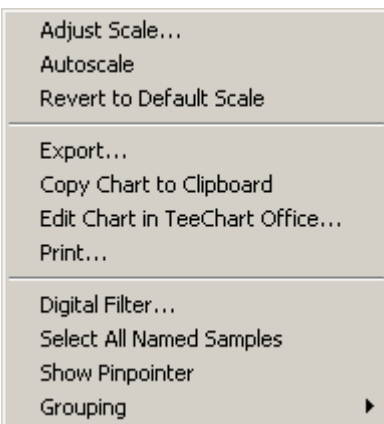 Adjust Scale...
Autoscale
Revert to Default Scale
Export...
Copy Chart to Clipboard
Edit Chart in TeeChart Office...
Print...
Digital Filter...
Select All Named Samples
Show Pinpointer
Grouping